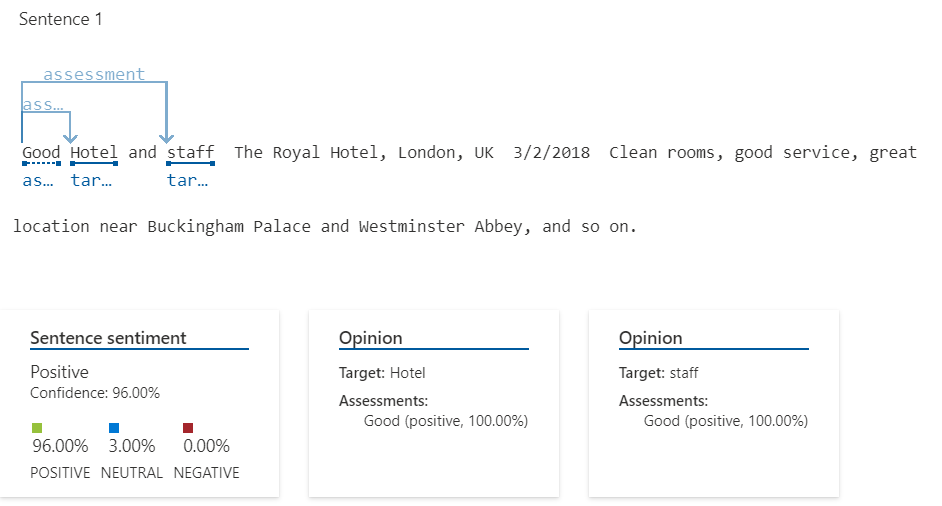 Sentence 1
assessment
ass...
Good Hotel and staff The Royal Hotel, London, UK 3/2/2018 Clean rooms, good service, great
as... tar... tar...
location near Buckingham Palace and Westminster Abbey, and so on.
Sentence sentiment
Positive
Confidence: 96.00%
96.00% 3.00% 0.00%
POSITIVE NEUTRAL NEGATIVE
Opinion
Target: Hotel
Assessments:
Good (positive, 100.00%)
Opinion
Target: staff
Assessments:
Good (positive, 100.00%)